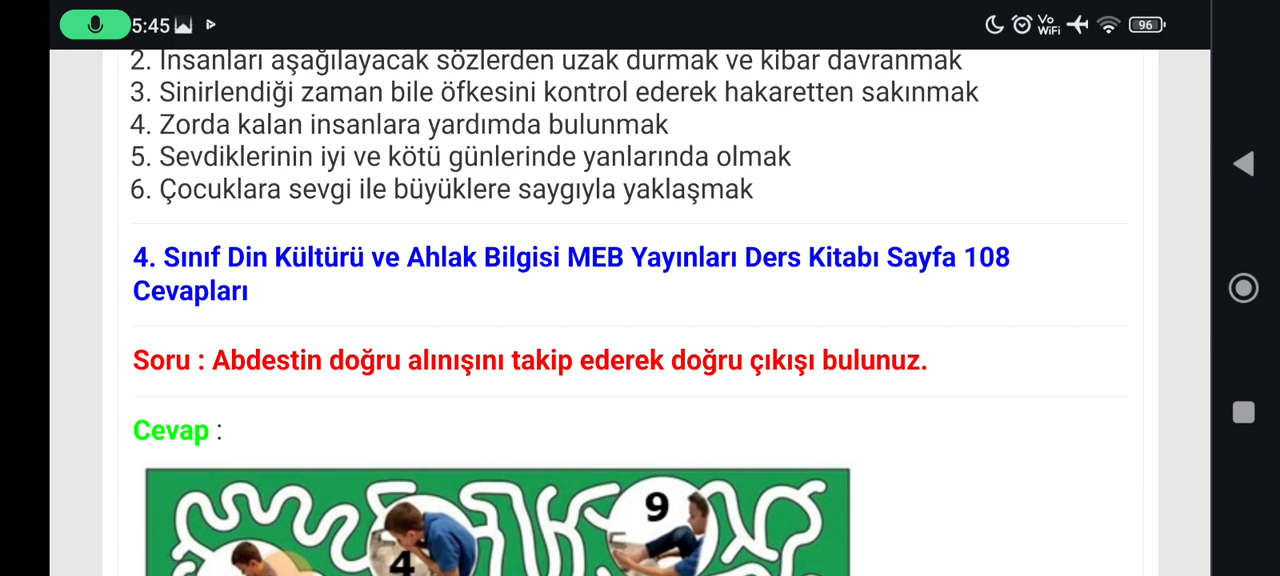 5:45
Vo
WiFi
96
2. İnsanları aşağılayacak sözlerden uzak durmak ve kibar davranmak
3. Sinirlendiği zaman bile öfkesini kontrol ederek hakaretten sakınmak
4. Zorda kalan insanlara yardımda bulunmak
5. Sevdiklerinin iyi ve kötü günlerinde yanlarında olmak
6. Çocuklara sevgi ile büyüklere saygıyla yaklaşmak
4. Sınıf Din Kültürü ve Ahlak Bilgisi MEB Yayınları Ders Kitabı Sayfa 108
Cevapları
Soru : Abdestin doğru alınışını takip ederek doğru çıkışı bulunuz.
Cevap :
9
4